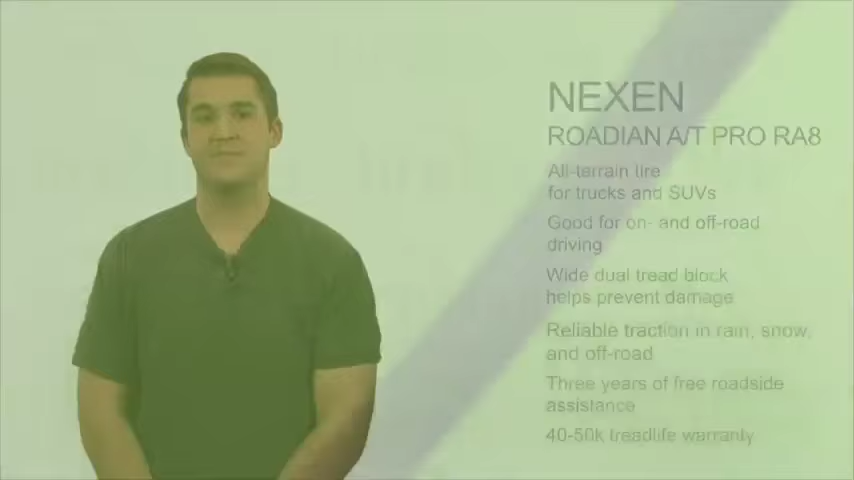 NEXEN
ROADIAN A/T PRO RA8
All-terrain tire
for trucks and SUVs
Good for on- and off-road
driving
Wide dual tread block
helps prevent damage
Reliable traction in rain, snow,
and off-road
Three years of free roadside
assistance
40-50k treadlife warranty